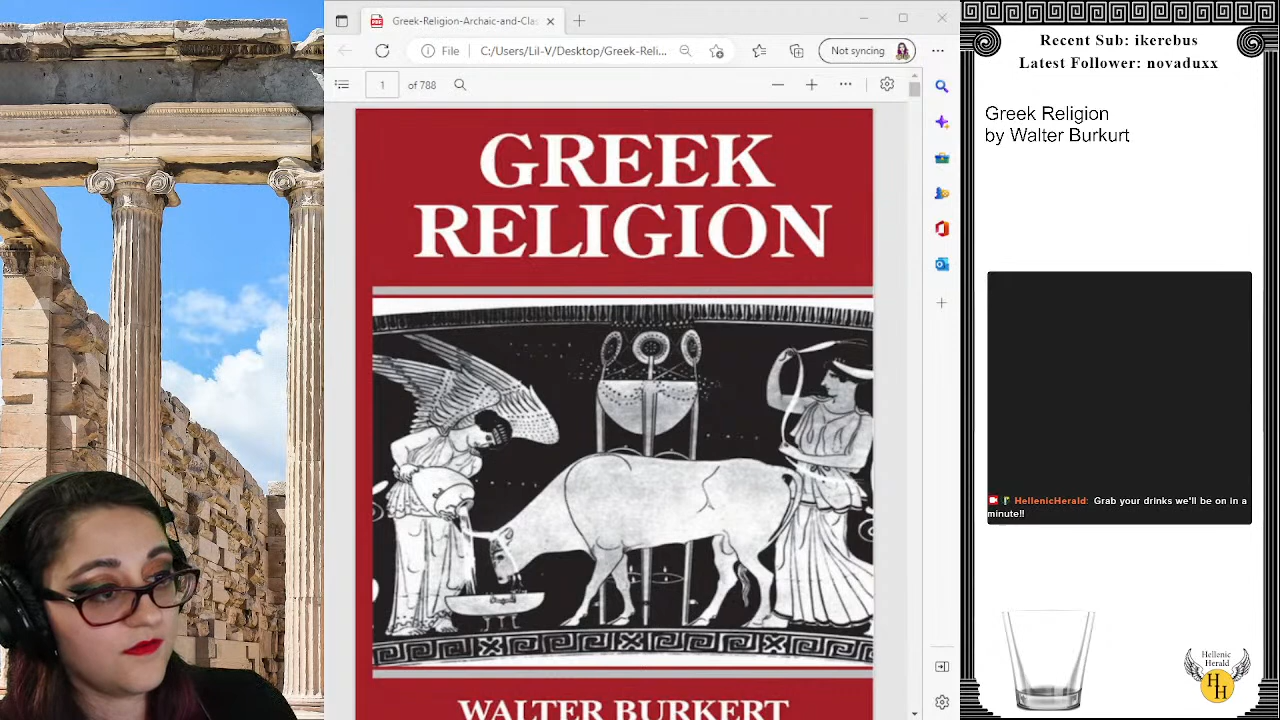 Greek-Religion-Archaic-and-Clas
File
C:/Users/Lil-V/Desktop/Greek-Reli...
Not syncing
1 of 788
GREEK
RELIGION
WALTER BURKERT
Recent Sub: ikerebus
Latest Follower: novaduxx
Greek Religion
by Walter Burkurt
HellenicHerald: Grab your drinks we'll be on in a
minute!!
Hellenic
Herald
HH